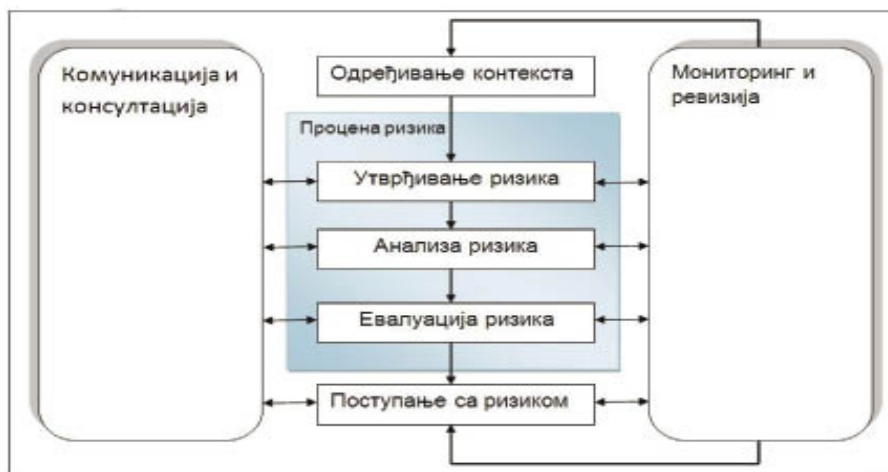 Комуникација и
консултација
Одређивање контекста
Процена ризика
Утврђивање ризика
Анализа ризика
Евалуација ризика
Поступање са ризиком
Мониторинг и
ревизија